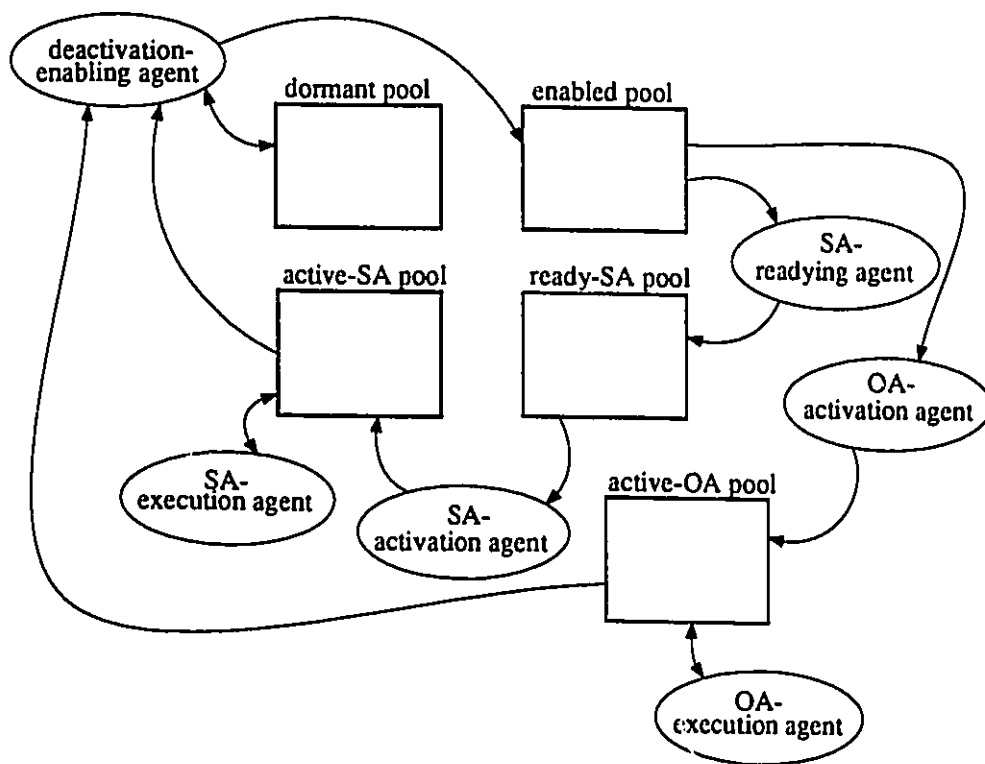 deactivation-
enabling agent
dormant pool
enabled pool
SA-
readying agent
active-SA pool
ready-SA pool
OA-
activation agent
SA-
execution agent
SA-
activation agent
active-OA pool
OA-
execution agent